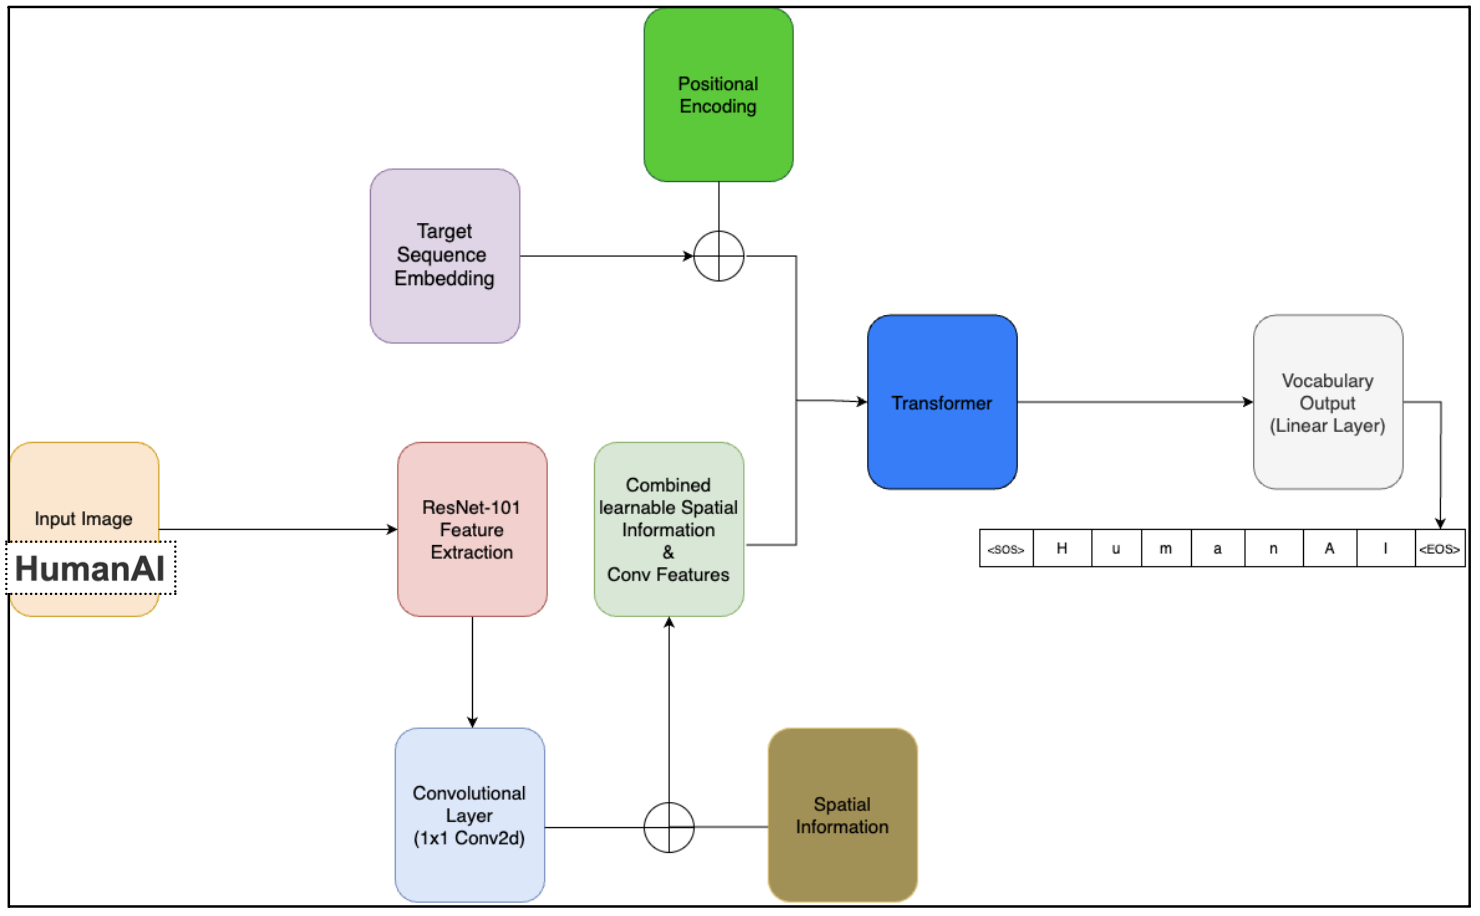 Positional
Encoding
Target
Sequence
Embedding
Transformer
Vocabulary
Output
(Linear Layer)
Input Image
HumanAI
ResNet-101
Feature
Extraction
Combined
learnable Spatial
Information
&
Conv Features
<SOS> H u m a n A I <EOS>
Convolutional
Layer
(1x1 Conv2d)
Spatial
Information